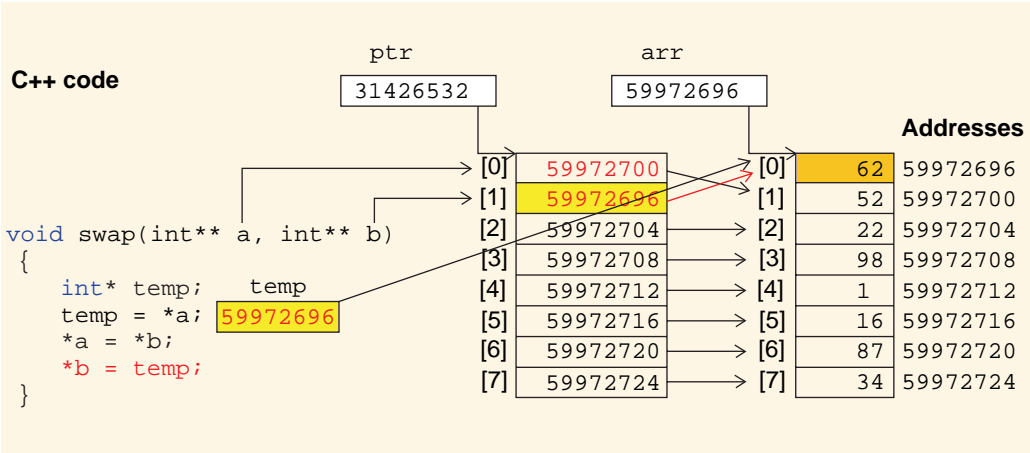 ptr arr
C++ code
31426532 59972696
Addresses
[0] 59972700 [0] 62 59972696
[1] 59972696 [1] 52 59972700
void swap(int** a, int** b) [2] 59972704 [2] 22 59972704
{ [3] 59972708 [3] 98 59972708
int* temp; temp [4] 59972712 [4] 1 59972712
temp = *a; 59972696 [5] 59972716 [5] 16 59972716
*a = *b; [6] 59972720 [6] 87 59972720
*b = temp; [7] 59972724 [7] 34 59972724
}